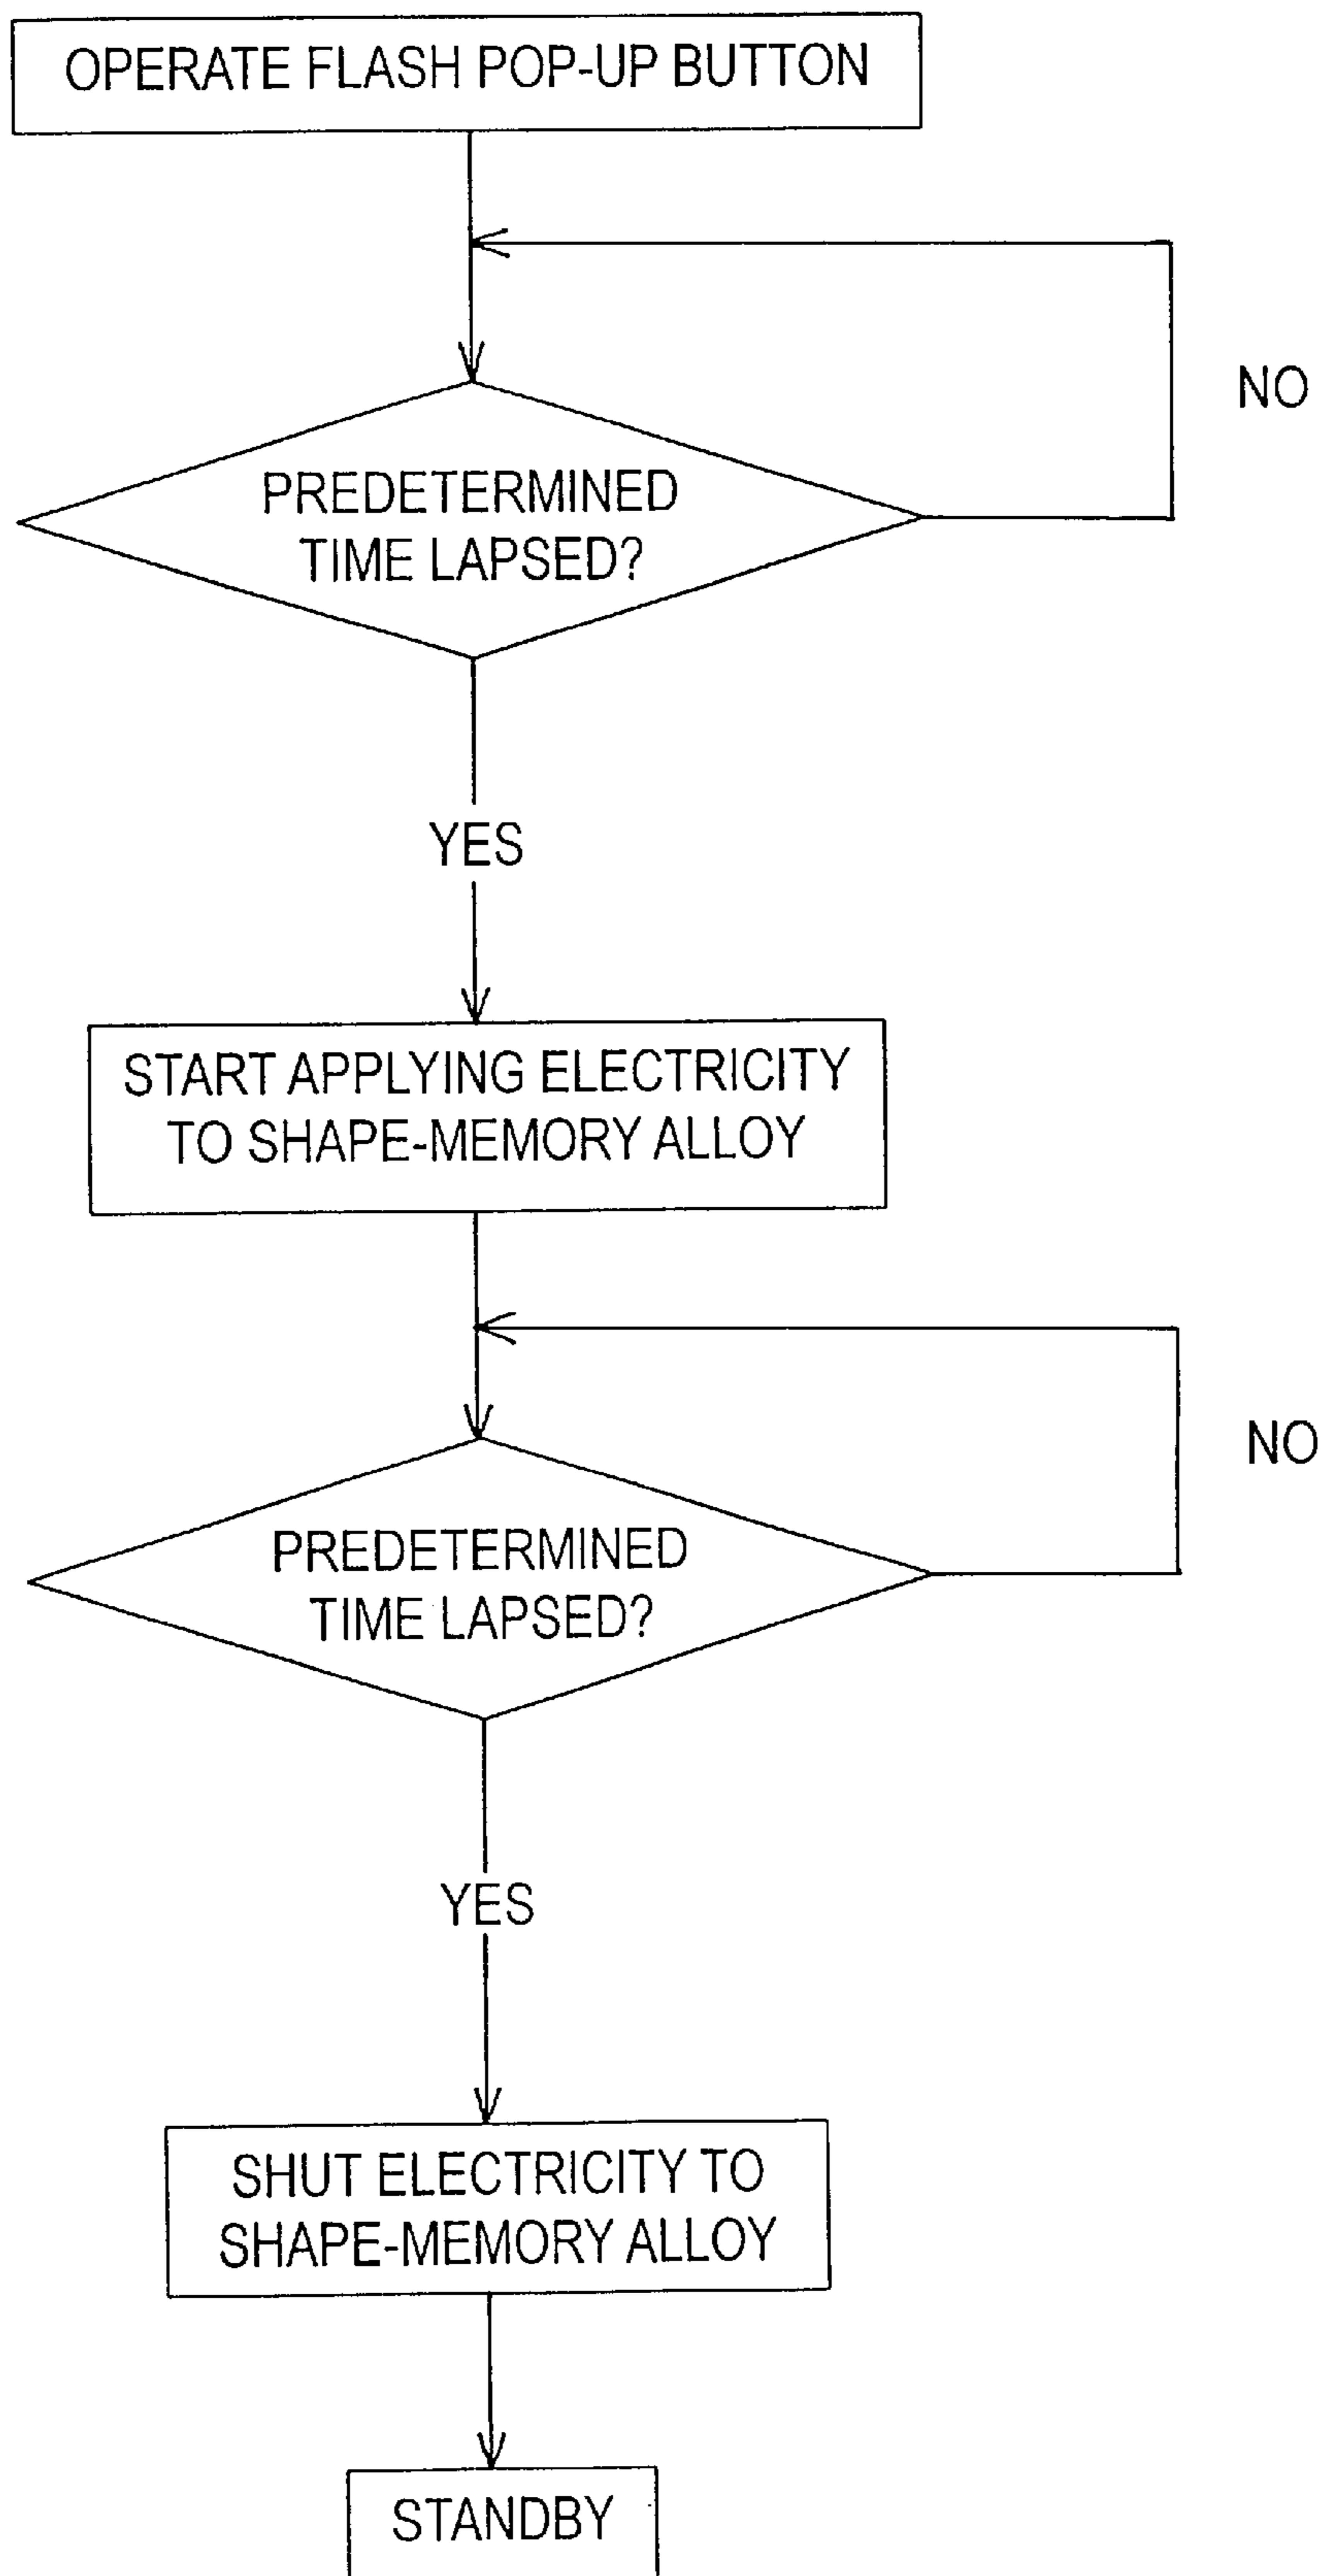 OPERATE FLASH POP-UP BUTTON
NO
PREDETERMINED
TIME LAPSED?
YES
START APPLYING ELECTRICITY
TO SHAPE-MEMORY ALLOY
NO
PREDETERMINED
TIME LAPSED?
YES
SHUT ELECTRICITY TO
SHAPE-MEMORY ALLOY
STANDBY